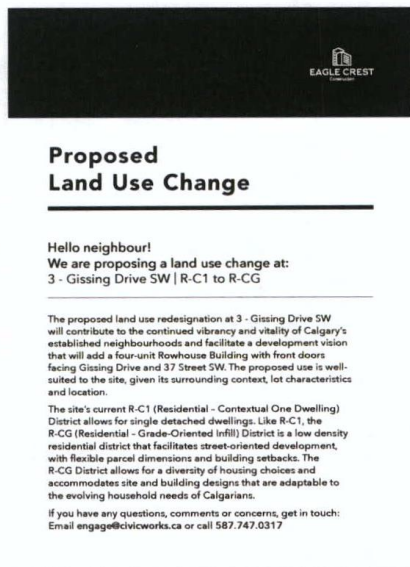 EAGLE CREST
Construction
Proposed
Land Use Change
Hello neighbour!
We are proposing a land use change at:
3 - Gissing Drive SW | R-C1 to R-CG
The proposed land use redesignation at 3 - Gissing Drive SW
will contribute to the continued vibrancy and vitality of Calgary's
established neighbourhoods and facilitate a development vision
that will add a four-unit Rowhouse Building with front doors
facing Gissing Drive and 37 Street SW. The proposed use is well-
suited to the site, given its surrounding context, lot characteristics
and location.
The site's current R-C1 (Residential - Contextual One Dwelling)
District allows for single detached dwellings. Like R-C1, the
R-CG (Residential - Grade-Oriented Infill) District is a low density
residential district that facilitates street-oriented development,
with flexible parcel dimensions and building setbacks. The
R-CG District allows for a diversity of housing choices and
accommodates site and building designs that are adaptable to
the evolving household needs of Calgarians.
If you have any questions, comments or concerns, get in touch:
Email engage@civicworks.ca or call 587.747.0317